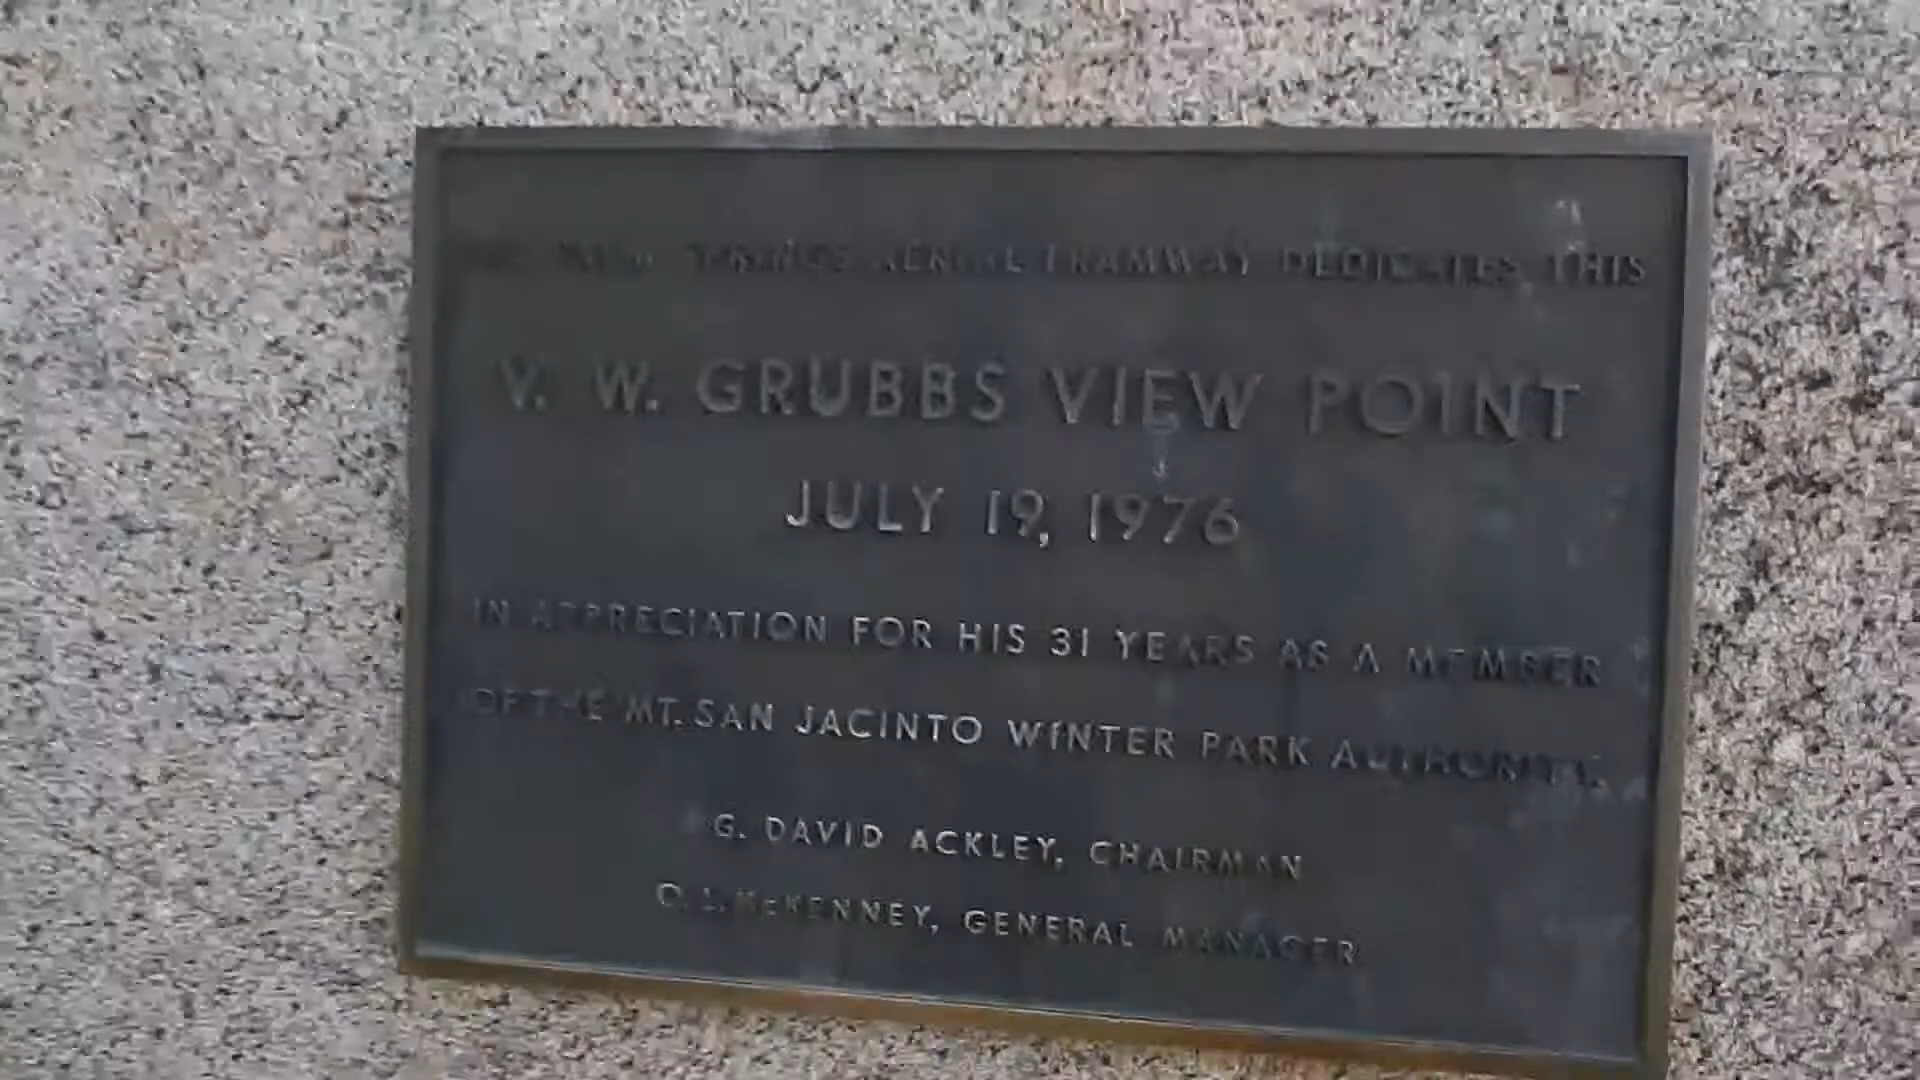 THE PALM SPRINGS AERIAL TRAMWAY DEDICATES THIS
V. W. GRUBBS VIEW POINT
JULY 19, 1976
IN APPRECIATION FOR HIS 31 YEARS AS A MEMBER
OF THE MT. SAN JACINTO WINTER PARK AUTHORITY.
G. DAVID ACKLEY, CHAIRMAN
McKENNEY, GENERAL MANAGER